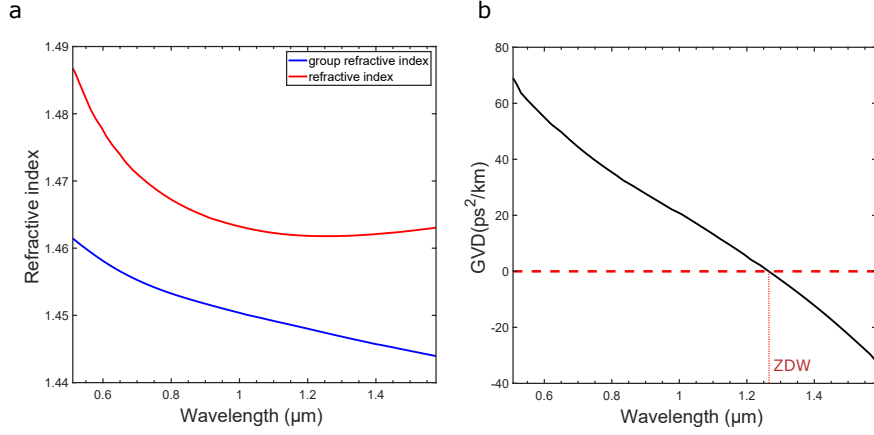 a
1.49
1.48
1.47
1.46
1.45
1.44
Refractive index
group refractive index
refractive index
0.6
0.8
1
1.2
1.4
Wavelength (µm)
b
80
60
40
20
0
-20
-40
GVD(ps²/km)
ZDW
0.6
0.8
1
1.2
1.4
Wavelength (µm)